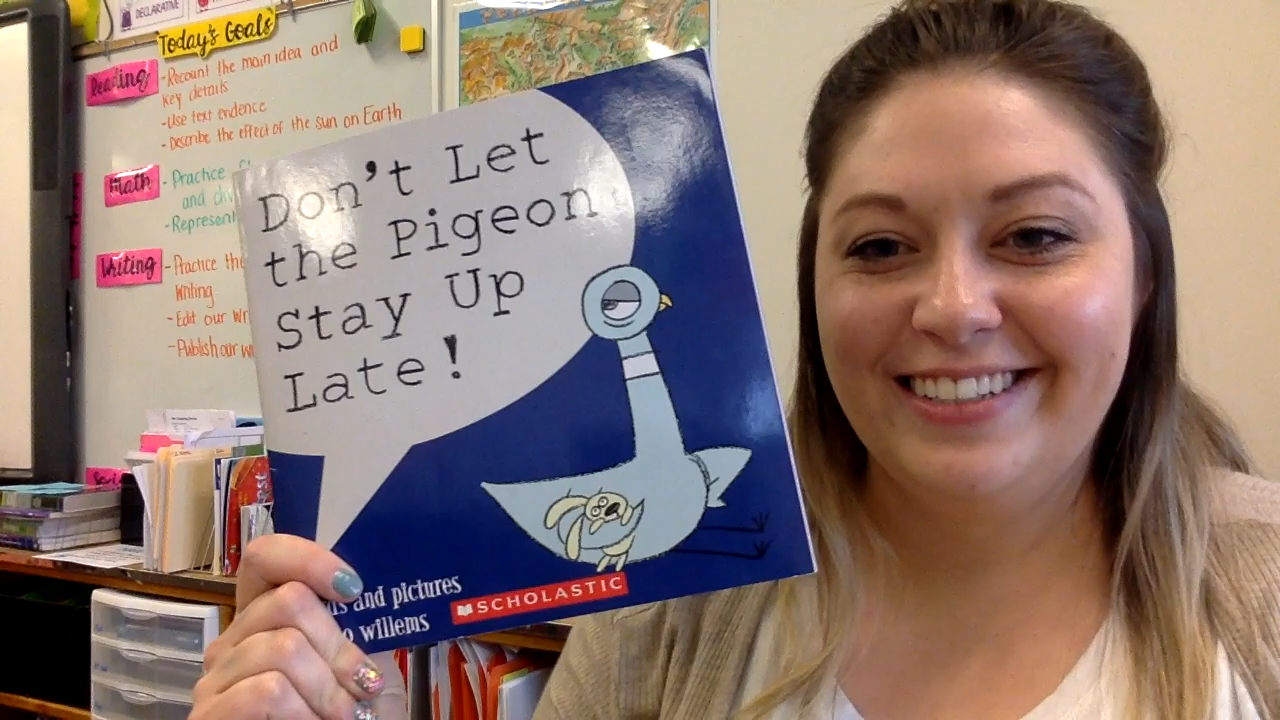 DECLARATIVE
Today's Goals
Reading
-Recount the main idea and
key details
-Use text evidence
-Describe the effect of the sun on Earth
Math
-Practice
and
-Represent
Writing
-Practice
writing
-Edit our
-Publish our
Don't Let
the Pigeon
Stay Up
Late!
and pictures
willems
SCHOLASTIC